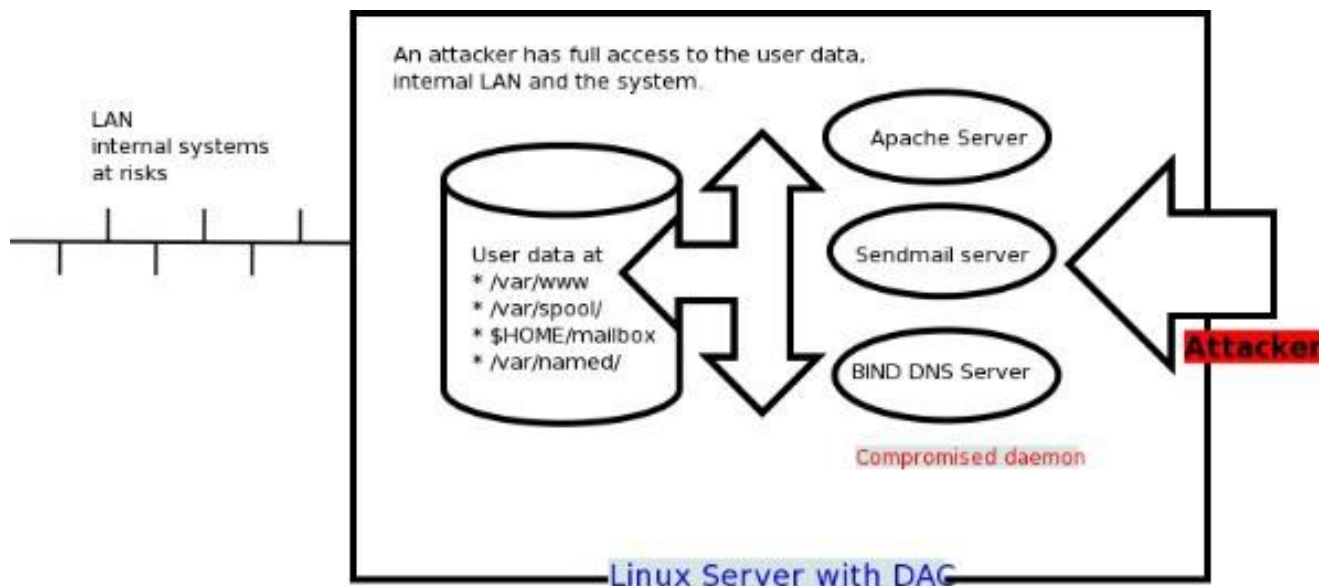 An attacker has full access to the user data,
internal LAN and the system.
LAN
internal systems
at risks
Apache Server
User data at
* /var/www
* /var/spool/
* $HOME/mailbox
* /var/named/
Sendmail server
BIND DNS Server
Attacker
Compromised daemon
Linux Server with DAC